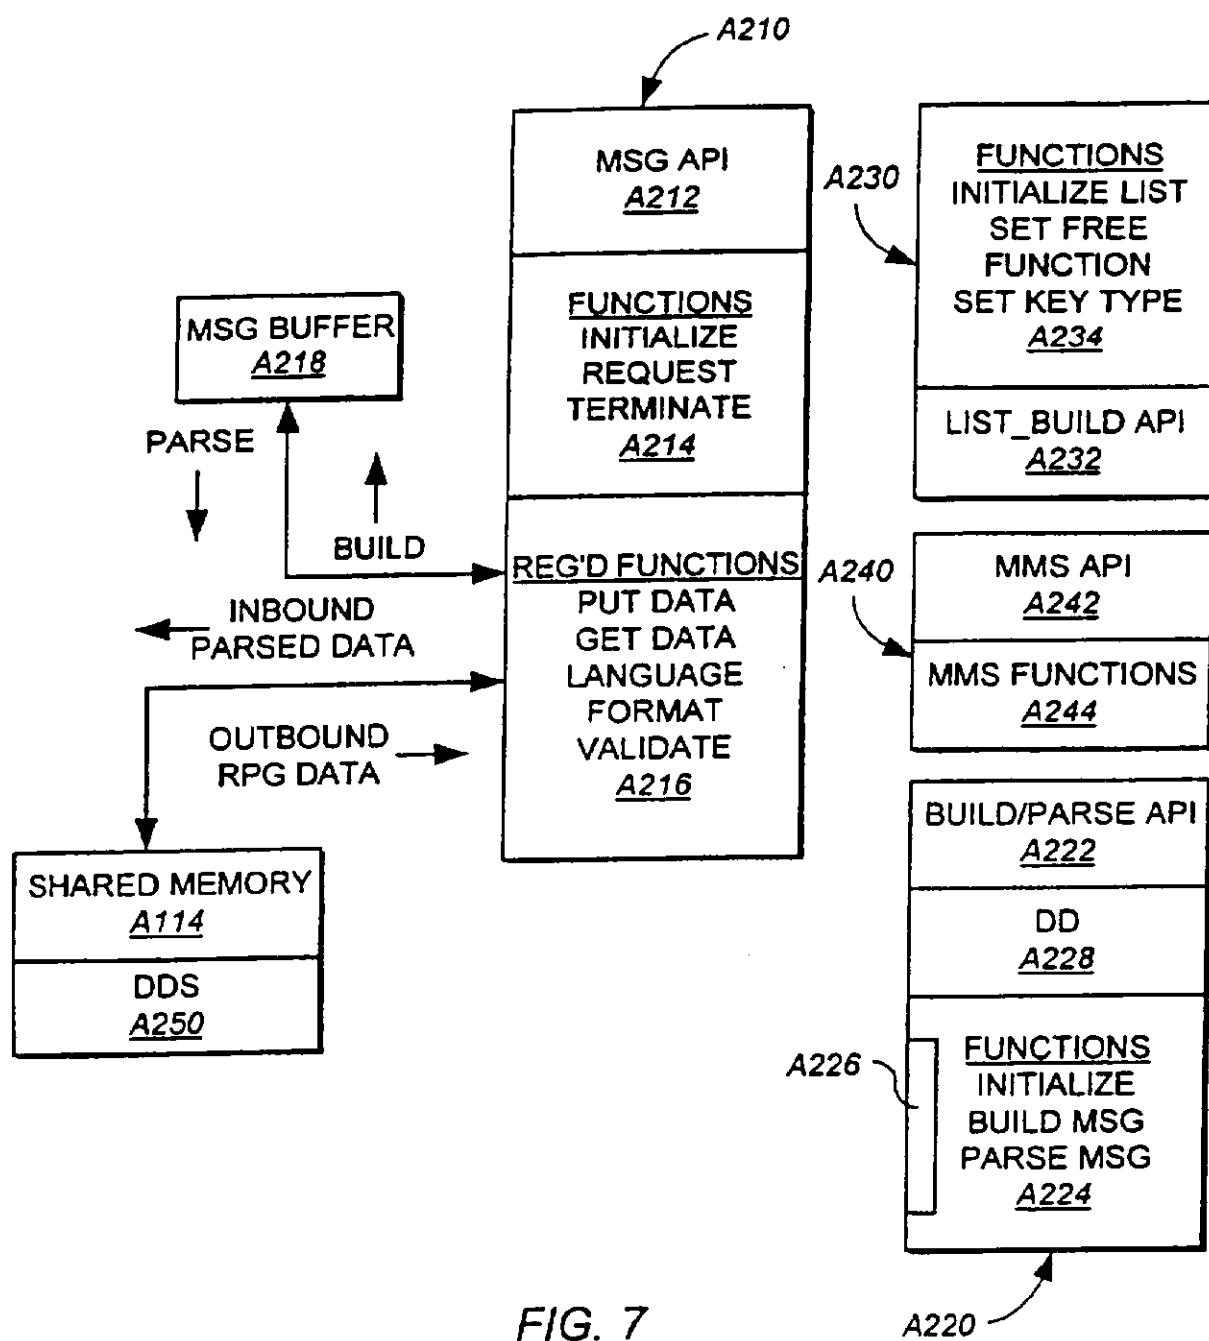 A210
MSG API
A212
FUNCTIONS
INITIALIZE
REQUEST
TERMINATE
A214
REG'D FUNCTIONS
PUT DATA
GET DATA
LANGUAGE
FORMAT
VALIDATE
A216
MSG BUFFER
A218
PARSE
BUILD
INBOUND
PARSED DATA
OUTBOUND
RPG DATA
SHARED MEMORY
A114
DDS
A250
A230
FUNCTIONS
INITIALIZE LIST
SET FREE
FUNCTION
SET KEY TYPE
A234
LIST_BUILD API
A232
A240
MMS API
A242
MMS FUNCTIONS
A244
BUILD/PARSE API
A222
DD
A228
A226
FUNCTIONS
INITIALIZE
BUILD MSG
PARSE MSG
A224
A220
FIG. 7